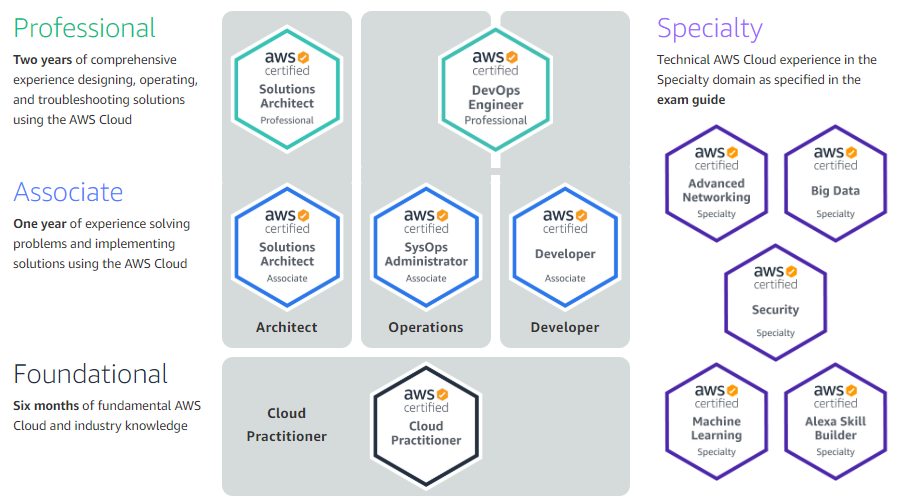 Professional
Two years of comprehensive
experience designing, operating,
and troubleshooting solutions
using the AWS Cloud
aws
certified
Solutions
Architect
Professional
aws
certified
DevOps
Engineer
Professional
Associate
One year of experience solving
problems and implementing
solutions using the AWS Cloud
aws
certified
Solutions
Architect
Associate
aws
certified
SysOps
Administrator
Associate
aws
certified
Developer
Associate
Architect
Operations
Developer
Foundational
Six months of fundamental AWS
Cloud and industry knowledge
Cloud
Practitioner
aws
certified
Cloud
Practitioner
Specialty
Technical AWS Cloud experience in the
Specialty domain as specified in the
exam guide
aws
certified
Advanced
Networking
Specialty
aws
certified
Big Data
Specialty
aws
certified
Security
Specialty
aws
certified
Machine
Learning
Specialty
aws
certified
Alexa Skill
Builder
Specialty